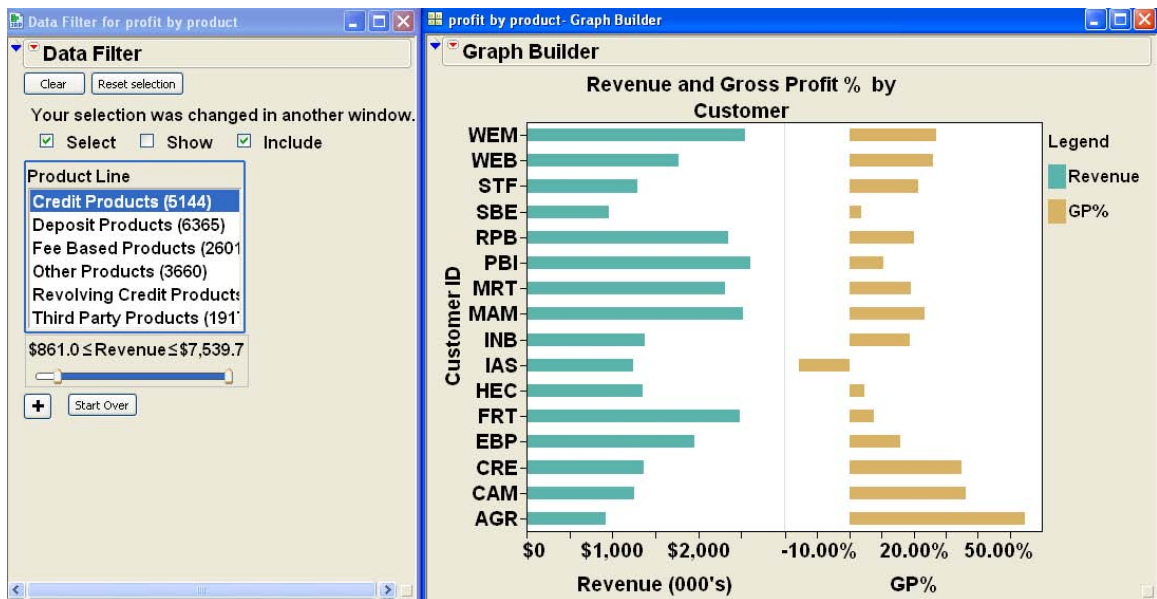 Data Filter for profit by product
Data Filter
Clear
Reset selection
Your selection was changed in another window.
Select
Show
Include
Product Line
Credit Products (5144)
Deposit Products (6365)
Fee Based Products (2601
Other Products (3660)
Revolving Credit Products
Third Party Products (191
$861.0≤Revenue≤$7,539.7
Start Over
profit by product- Graph Builder
Graph Builder
Revenue and Gross Profit % by
Customer
Customer ID
WEM
WEB
STF
SBE
RPB
PBI
MRT
MAM
INB
IAS
HEC
FRT
EBP
CRE
CAM
AGR
$0
$1,000
$2,000
-10.00%
20.00%
50.00%
Revenue (000's)
GP%
Legend
Revenue
GP%